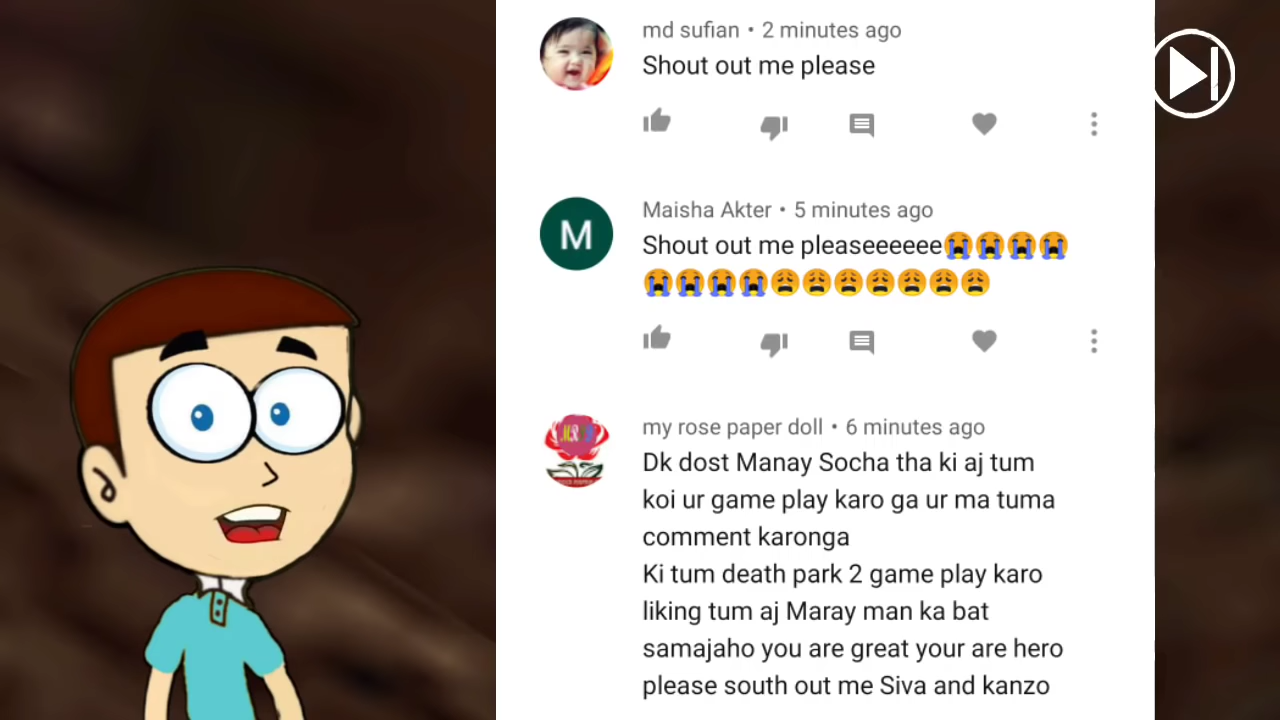 md sufian • 2 minutes ago
Shout out me please
M
Maisha Akter • 5 minutes ago
Shout out me pleaseeeeee😭😭😭😭
😭😭😭😭😩😩😩😩😩😩😩
my rose paper doll • 6 minutes ago
Dk dost Manay Socha tha ki aj tum
koi ur game play karo ga ur ma tuma
comment karonga
Ki tum death park 2 game play karo
liking tum aj Maray man ka bat
samajaho you are great your are hero
please south out me Siva and kanzo